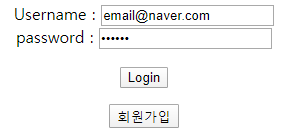 Username : email@naver.com
password : ••••••
Login
회원가입